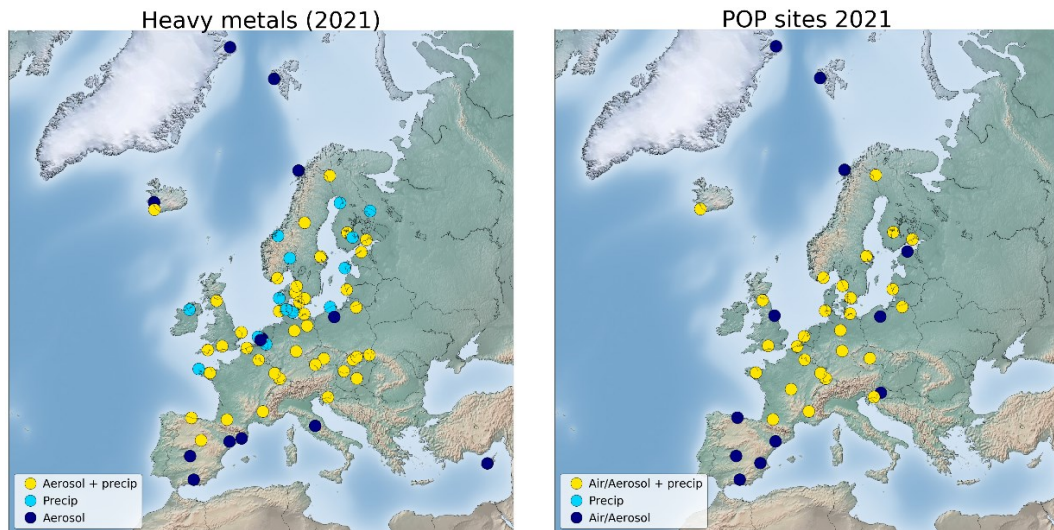 Heavy metals (2021)
Aerosol + precip
Precip
Aerosol
POP sites 2021
Air/Aerosol + precip
Precip
Air/Aerosol